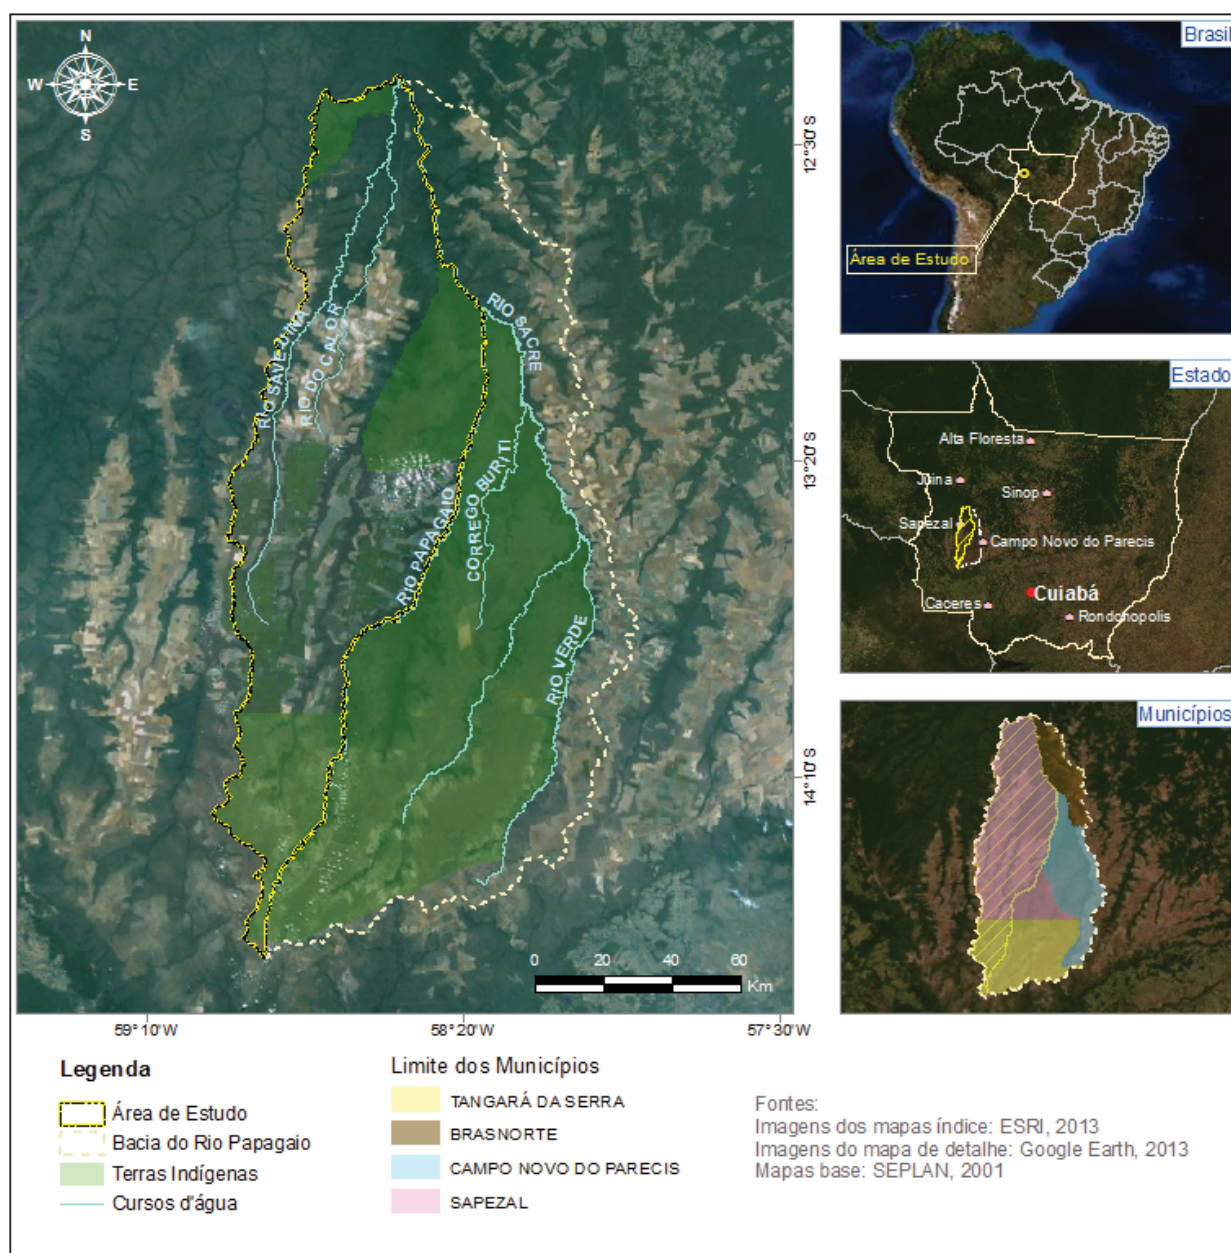 N
W
E
S
12°30'S
13°20'S
14°10'S
RIO SAVEUINA
RIO DO CALOR
RIO SACRE
CORREGO BURITI
RIO PAPAGAIO
RIO VERDE
0 20 40 60
Km
59°10'W
58°20'W
57°30'W
Brasil
Área de Estudo
Estado
Alta Floresta
Juina
Sinop
Sapezal
Campo Novo do Parecis
Cuiabá
Caceres
Rondonopolis
Municípios
Legenda
Área de Estudo
Bacia do Rio Papagaio
Terras Indígenas
Cursos d'água
Limite dos Municípios
TANGARÁ DA SERRA
BRASNORTE
CAMPO NOVO DO PARECIS
SAPEZAL
Fontes:
Imagens dos mapas índice: ESRI, 2013
Imagens do mapa de detalhe: Google Earth, 2013
Mapas base: SEPLAN, 2001